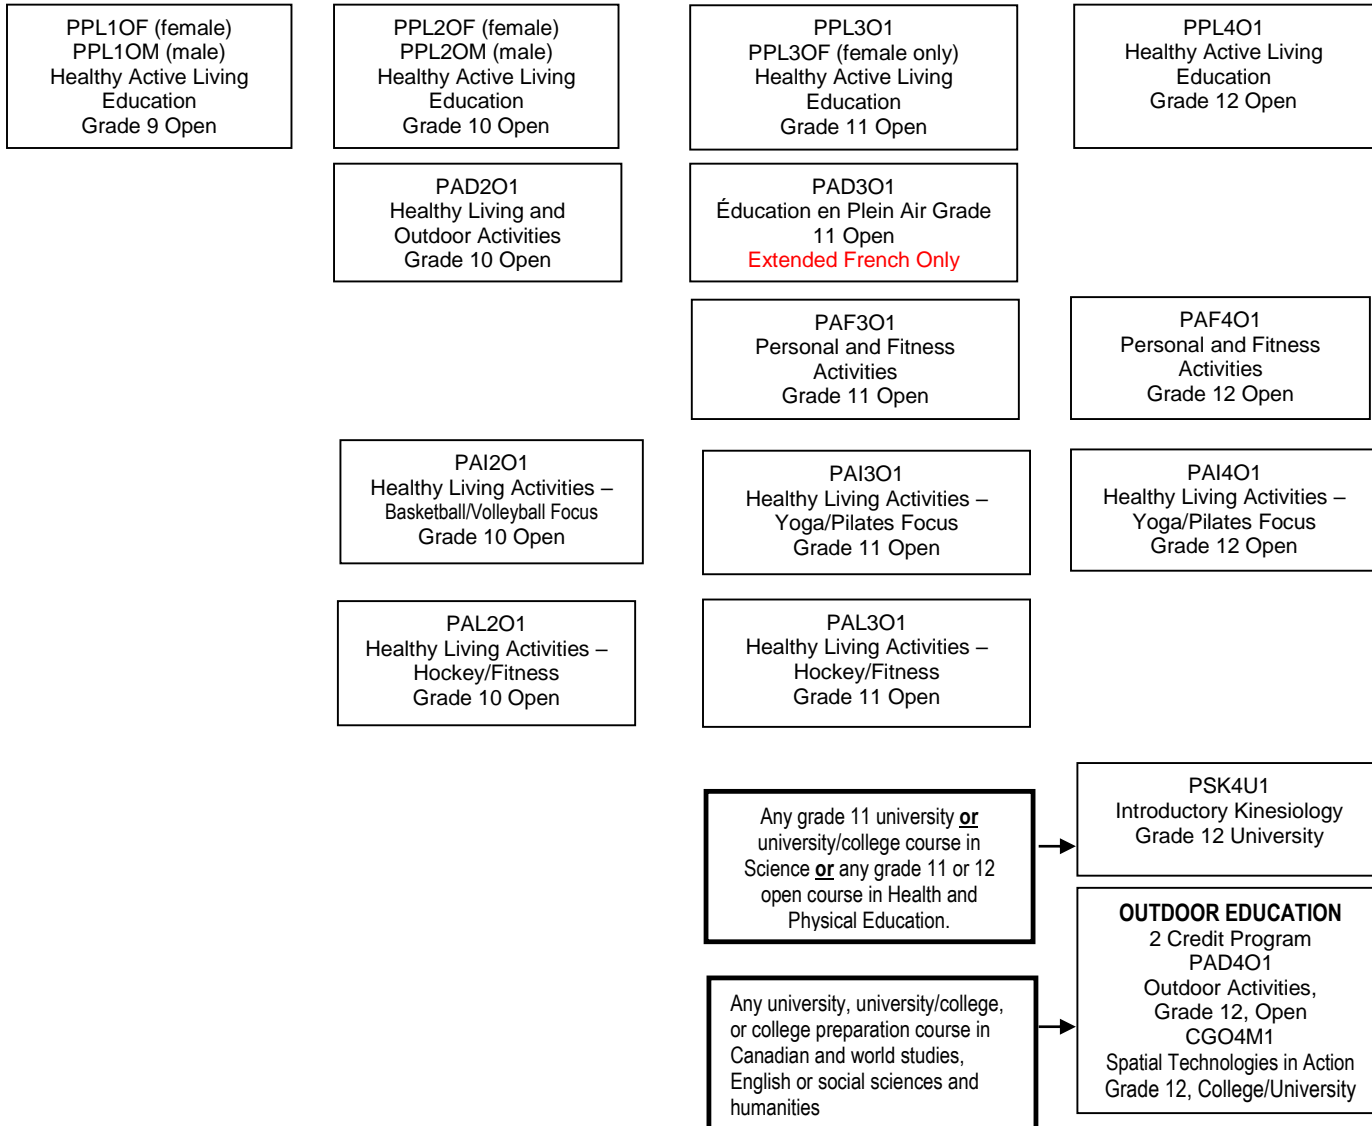 PPL1OF (female)
PPL1OM (male)
Healthy Active Living
Education
Grade 9 Open
PPL2OF (female)
PPL2OM (male)
Healthy Active Living
Education
Grade 10 Open
PPL3O1
PPL3OF (female only)
Healthy Active Living
Education
Grade 11 Open
PPL4O1
Healthy Active Living
Education
Grade 12 Open
PAD2O1
Healthy Living and
Outdoor Activities
Grade 10 Open
PAD3O1
Éducation en Plein Air Grade
11 Open
Extended French Only
PAF3O1
Personal and Fitness
Activities
Grade 11 Open
PAF4O1
Personal and Fitness
Activities
Grade 12 Open
PAI2O1
Healthy Living Activities –
Basketball/Volleyball Focus
Grade 10 Open
PAI3O1
Healthy Living Activities –
Yoga/Pilates Focus
Grade 11 Open
PAI4O1
Healthy Living Activities –
Yoga/Pilates Focus
Grade 12 Open
PAL2O1
Healthy Living Activities –
Hockey/Fitness
Grade 10 Open
PAL3O1
Healthy Living Activities –
Hockey/Fitness
Grade 11 Open
Any grade 11 university or
university/college course in
Science or any grade 11 or 12
open course in Health and
Physical Education.
PSK4U1
Introductory Kinesiology
Grade 12 University
Any university, university/college,
or college preparation course in
Canadian and world studies,
English or social sciences and
humanities
OUTDOOR EDUCATION
2 Credit Program
PAD4O1
Outdoor Activities,
Grade 12, Open
CGO4M1
Spatial Technologies in Action
Grade 12, College/University